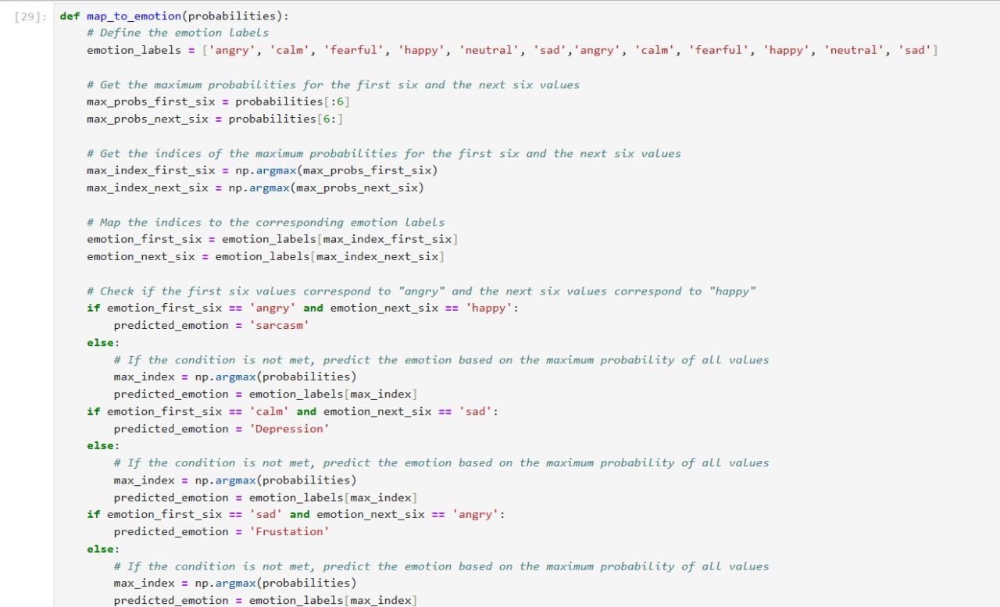 [29]: def map_to_emotion(probabilities):
    # Define the emotion labels
    emotion_labels = ['angry', 'calm', 'fearful', 'happy', 'neutral', 'sad','angry', 'calm', 'fearful', 'happy', 'neutral', 'sad']

    # Get the maximum probabilities for the first six and the next six values
    max_probs_first_six = probabilities[:6]
    max_probs_next_six = probabilities[6:]

    # Get the indices of the maximum probabilities for the first six and the next six values
    max_index_first_six = np.argmax(max_probs_first_six)
    max_index_next_six = np.argmax(max_probs_next_six)

    # Map the indices to the corresponding emotion labels
    emotion_first_six = emotion_labels[max_index_first_six]
    emotion_next_six = emotion_labels[max_index_next_six]

    # Check if the first six values correspond to "angry" and the next six values correspond to "happy"
    if emotion_first_six == 'angry' and emotion_next_six == 'happy':
        predicted_emotion = 'sarcasm'
    else:
        # If the condition is not met, predict the emotion based on the maximum probability of all values
        max_index = np.argmax(probabilities)
        predicted_emotion = emotion_labels[max_index]
    if emotion_first_six == 'calm' and emotion_next_six == 'sad':
        predicted_emotion = 'Depression'
    else:
        # If the condition is not met, predict the emotion based on the maximum probability of all values
        max_index = np.argmax(probabilities)
        predicted_emotion = emotion_labels[max_index]
    if emotion_first_six == 'sad' and emotion_next_six == 'angry':
        predicted_emotion = 'Frustation'
    else:
        # If the condition is not met, predict the emotion based on the maximum probability of all values
        max_index = np.argmax(probabilities)
        predicted_emotion = emotion_labels[max_index]